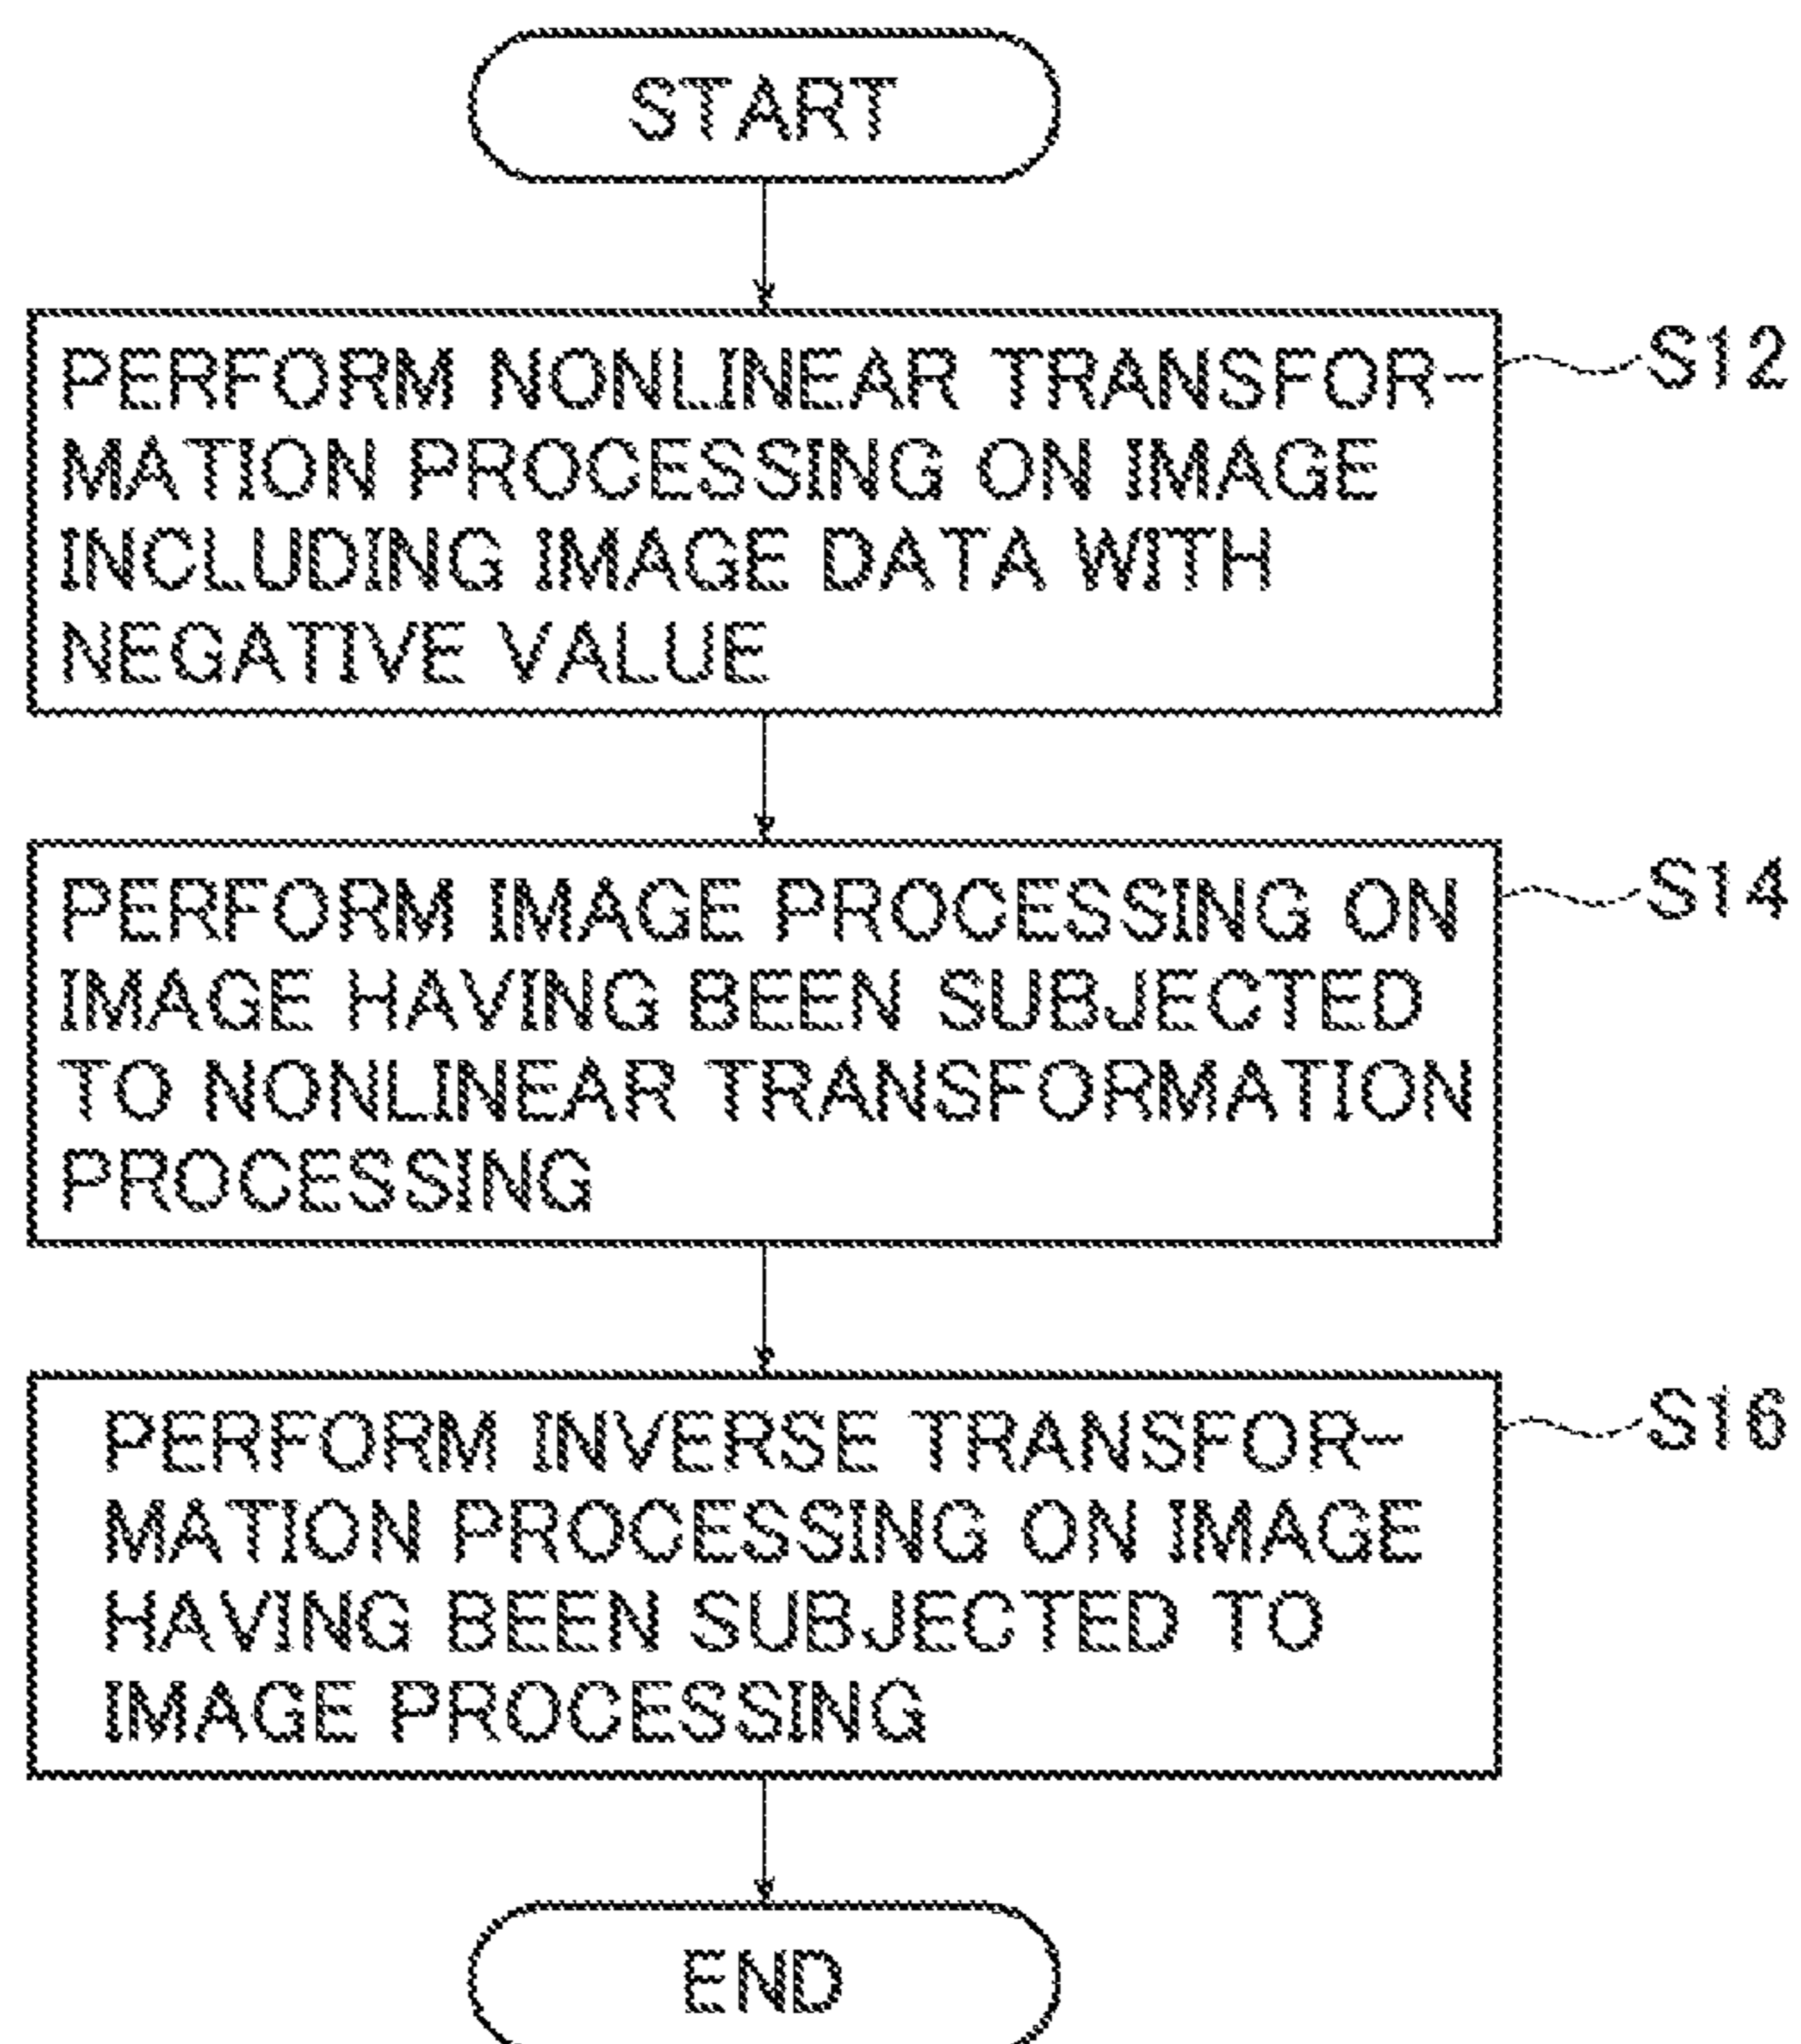 START
PERFORM NONLINEAR TRANSFOR-
MATION PROCESSING ON IMAGE
INCLUDING IMAGE DATA WITH
NEGATIVE VALUE
S12
PERFORM IMAGE PROCESSING ON
IMAGE HAVING BEEN SUBJECTED
TO NONLINEAR TRANSFORMATION
PROCESSING
S14
PERFORM INVERSE TRANSFOR-
MATION PROCESSING ON IMAGE
HAVING BEEN SUBJECTED TO
IMAGE PROCESSING
S16
END